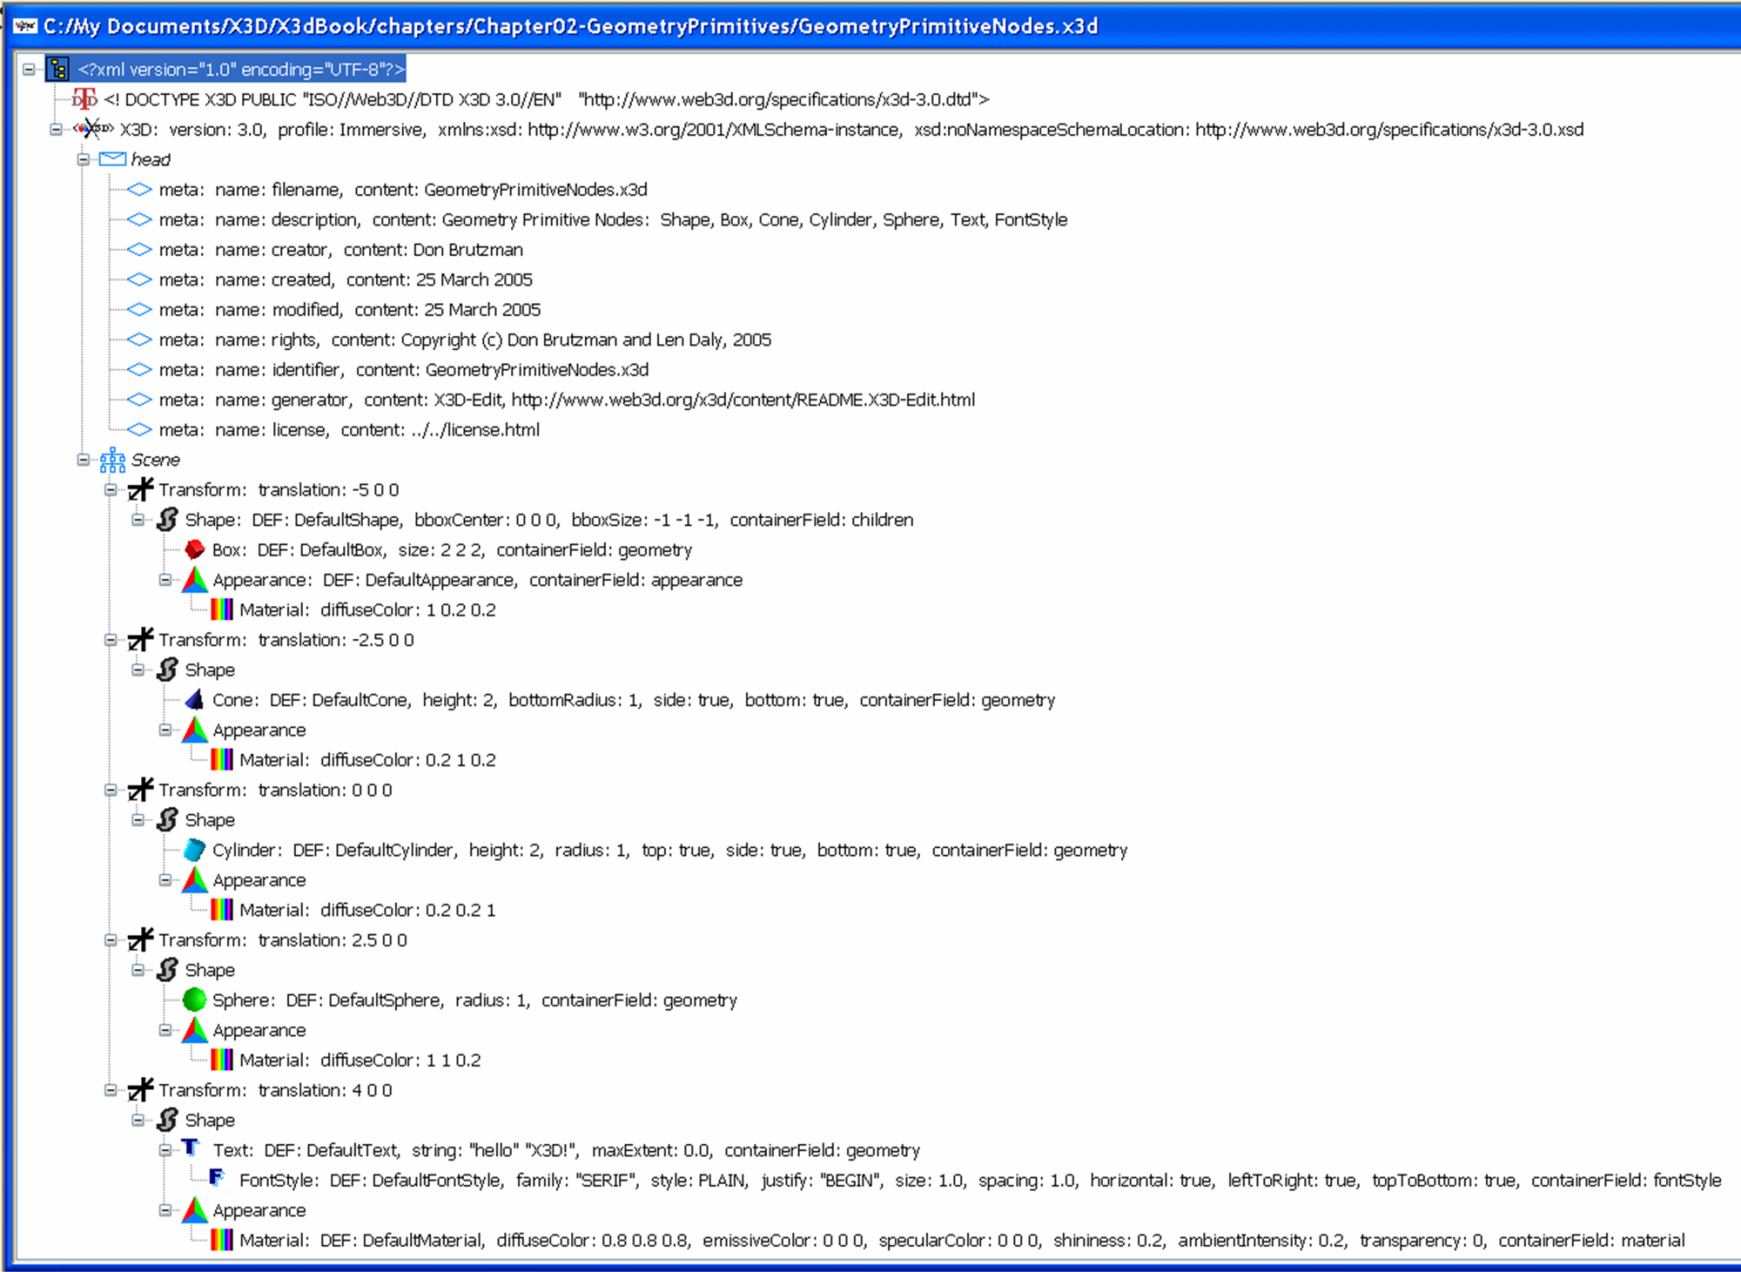 C:/My Documents/X3D/X3dBook/chapters/Chapter02-GeometryPrimitives/GeometryPrimitiveNodes.x3d
<?xml version="1.0" encoding="UTF-8"?>
DTD <! DOCTYPE X3D PUBLIC "ISO//Web3D//DTD X3D 3.0//EN" "http://www.web3d.org/specifications/x3d-3.0.dtd">
<X3D> X3D: version: 3.0, profile: Immersive, xmlns:xsd: http://www.w3.org/2001/XMLSchema-instance, xsd:noNamespaceSchemaLocation: http://www.web3d.org/specifications/x3d-3.0.xsd
head
meta: name: filename, content: GeometryPrimitiveNodes.x3d
meta: name: description, content: Geometry Primitive Nodes: Shape, Box, Cone, Cylinder, Sphere, Text, FontStyle
meta: name: creator, content: Don Brutzman
meta: name: created, content: 25 March 2005
meta: name: modified, content: 25 March 2005
meta: name: rights, content: Copyright (c) Don Brutzman and Len Daly, 2005
meta: name: identifier, content: GeometryPrimitiveNodes.x3d
meta: name: generator, content: X3D-Edit, http://www.web3d.org/x3d/content/README.X3D-Edit.html
meta: name: license, content: ../../license.html
Scene
Transform: translation: -5 0 0
Shape: DEF: DefaultShape, bboxCenter: 0 0 0, bboxSize: -1 -1 -1, containerField: children
Box: DEF: DefaultBox, size: 2 2 2, containerField: geometry
Appearance: DEF: DefaultAppearance, containerField: appearance
Material: diffuseColor: 1 0.2 0.2
Transform: translation: -2.5 0 0
Shape
Cone: DEF: DefaultCone, height: 2, bottomRadius: 1, side: true, bottom: true, containerField: geometry
Appearance
Material: diffuseColor: 0.2 1 0.2
Transform: translation: 0 0 0
Shape
Cylinder: DEF: DefaultCylinder, height: 2, radius: 1, top: true, side: true, bottom: true, containerField: geometry
Appearance
Material: diffuseColor: 0.2 0.2 1
Transform: translation: 2.5 0 0
Shape
Sphere: DEF: DefaultSphere, radius: 1, containerField: geometry
Appearance
Material: diffuseColor: 1 1 0.2
Transform: translation: 4 0 0
Shape
T Text: DEF: DefaultText, string: "hello" "X3D!", maxExtent: 0.0, containerField: geometry
F FontStyle: DEF: DefaultFontStyle, family: "SERIF", style: PLAIN, justify: "BEGIN", size: 1.0, spacing: 1.0, horizontal: true, leftToRight: true, topToBottom: true, containerField: fontStyle
Appearance
Material: DEF: DefaultMaterial, diffuseColor: 0.8 0.8 0.8, emissiveColor: 0 0 0, specularColor: 0 0 0, shininess: 0.2, ambientIntensity: 0.2, transparency: 0, containerField: material